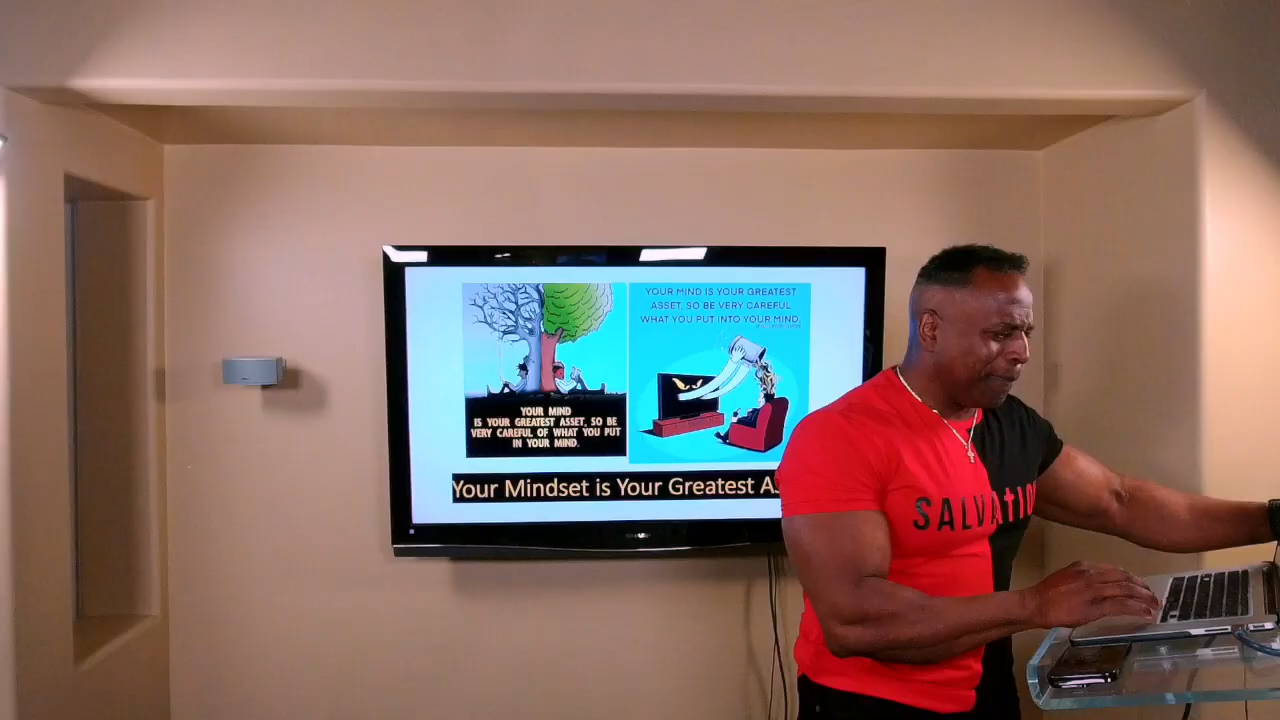 YOUR MIND
IS YOUR GREATEST ASSET, SO BE
VERY CAREFUL OF WHAT YOU PUT
IN YOUR MIND.
YOUR MIND IS YOUR GREATEST
ASSET, SO BE VERY CAREFUL
WHAT YOU PUT INTO YOUR MIND.
Your Mindset is Your Greatest As
SHARP
SALVATIO